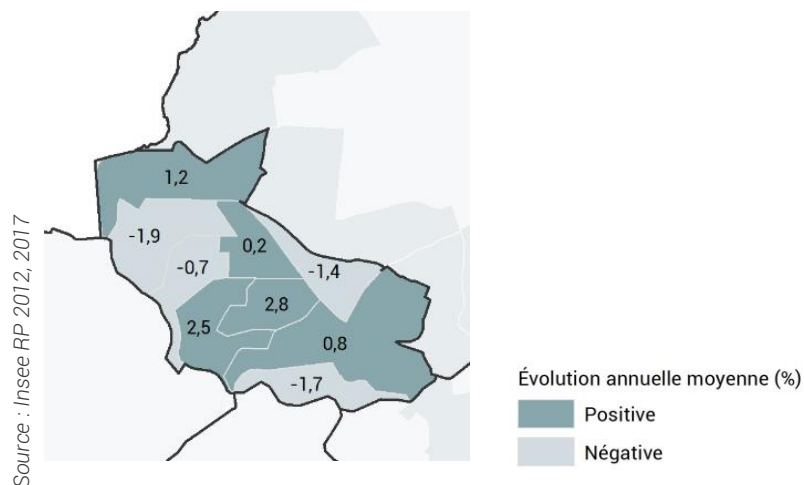 1,2
-1,9
0,2
-0,7
-1,4
2,8
2,5
0,8
-1,7
Source : Insee RP 2012, 2017
Évolution annuelle moyenne (%)
Positive
Négative